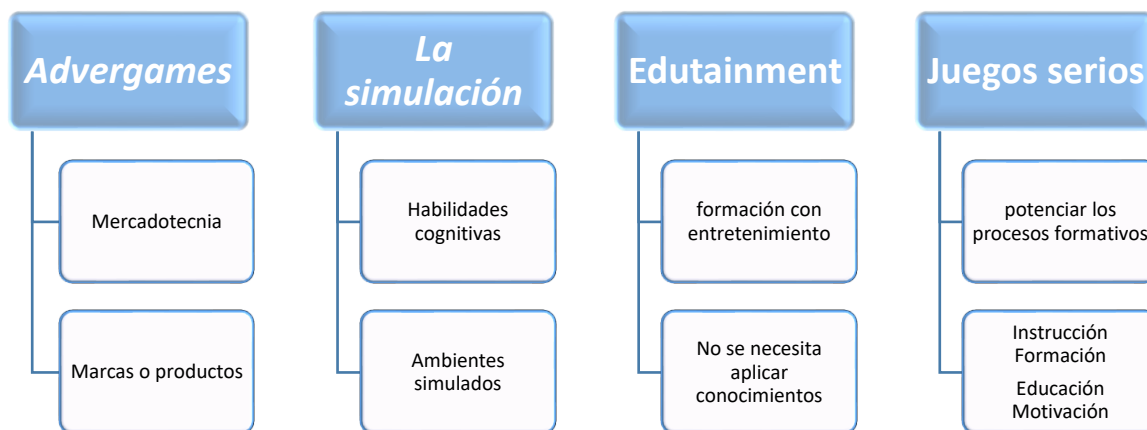 Advergames
Mercadotecnia
Marcas o productos
La
simulación
Habilidades
cognitivas
Ambientes
simulados
Edutainment
formación con
entretenimiento
No se necesita
aplicar
conocimientos
Juegos serios
potenciar los
procesos formativos
Instrucción
Formación
Educación
Motivación